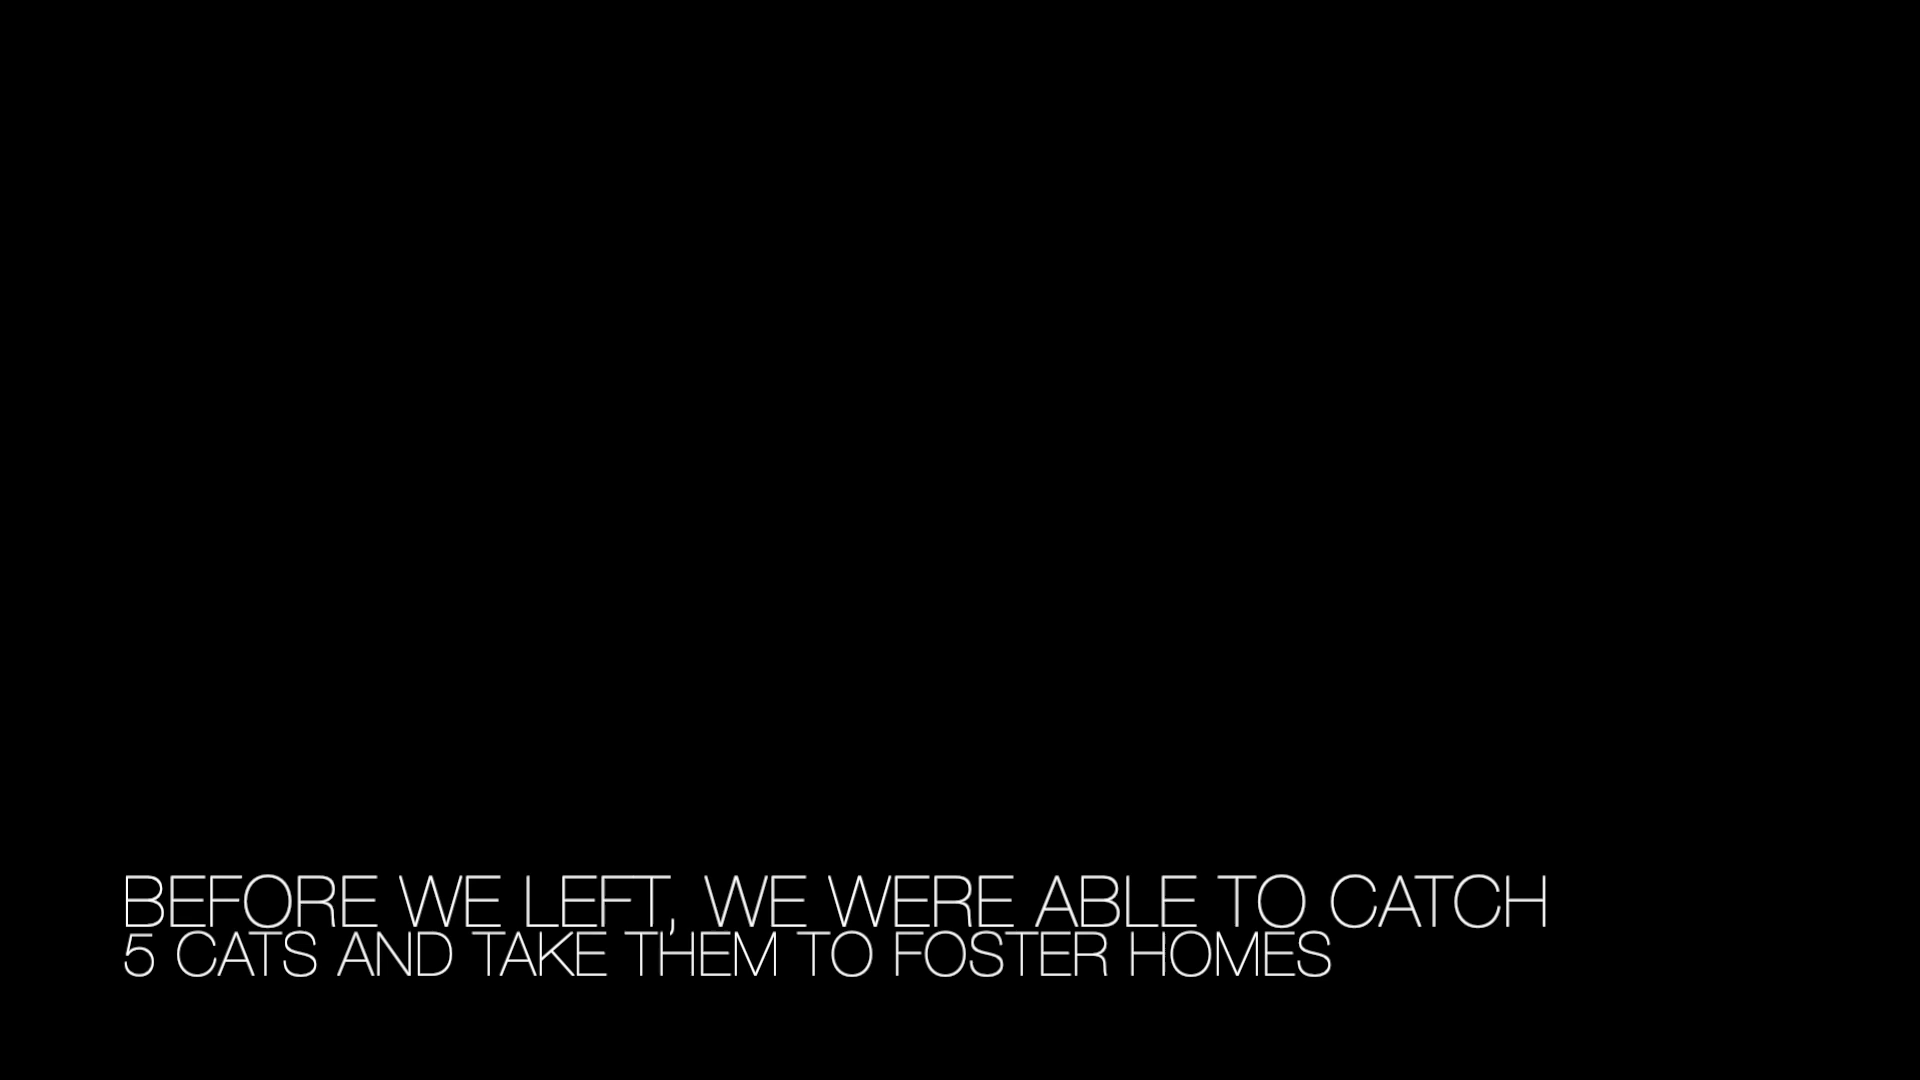 BEFORE WE LEFT, WE WERE ABLE TO CATCH
5 CATS AND TAKE THEM TO FOSTER HOMES